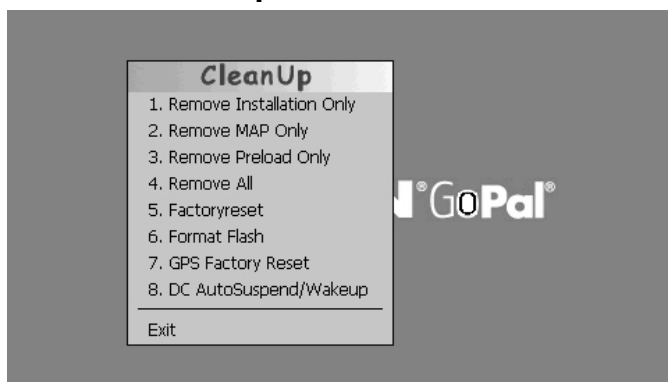 CleanUp
1. Remove Installation Only
2. Remove MAP Only
3. Remove Preload Only
4. Remove All
5. Factoryreset
6. Format Flash
7. GPS Factory Reset
8. DC AutoSuspend/Wakeup
Exit
N®GoPal®